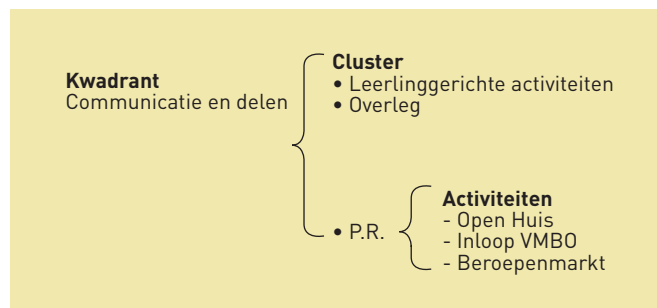 Kwadrant
Communicatie en delen
Cluster
• Leerlinggerichte activiteiten
• Overleg
• P.R.
Activiteiten
- Open Huis
- Inloop VMBO
- Beroepenmarkt